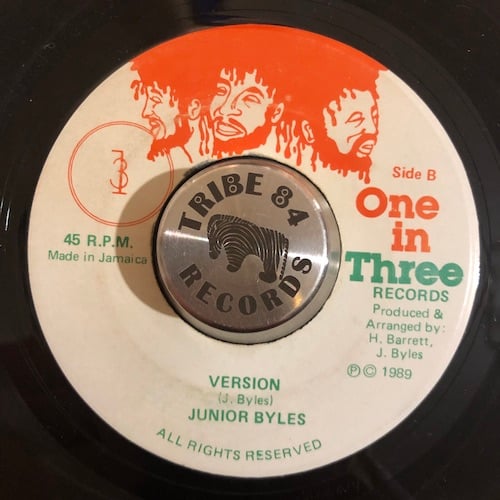 Side B
One
in
Three
RECORDS
Produced &
Arranged by:
H. Barrett,
J. Byles
℗ © 1989
45 R.P.M.
Made in Jamaica
TRIBE 84
RECORDS
VERSION
(J. Byles)
JUNIOR BYLES
ALL RIGHTS RESERVED